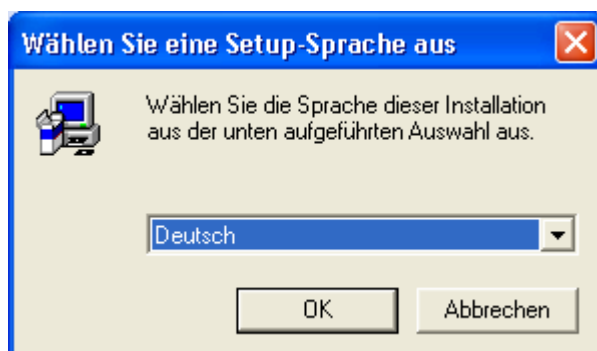 Wählen Sie eine Setup-Sprache aus
Wählen Sie die Sprache dieser Installation
aus der unten aufgeführten Auswahl aus.
Deutsch
OK
Abbrechen